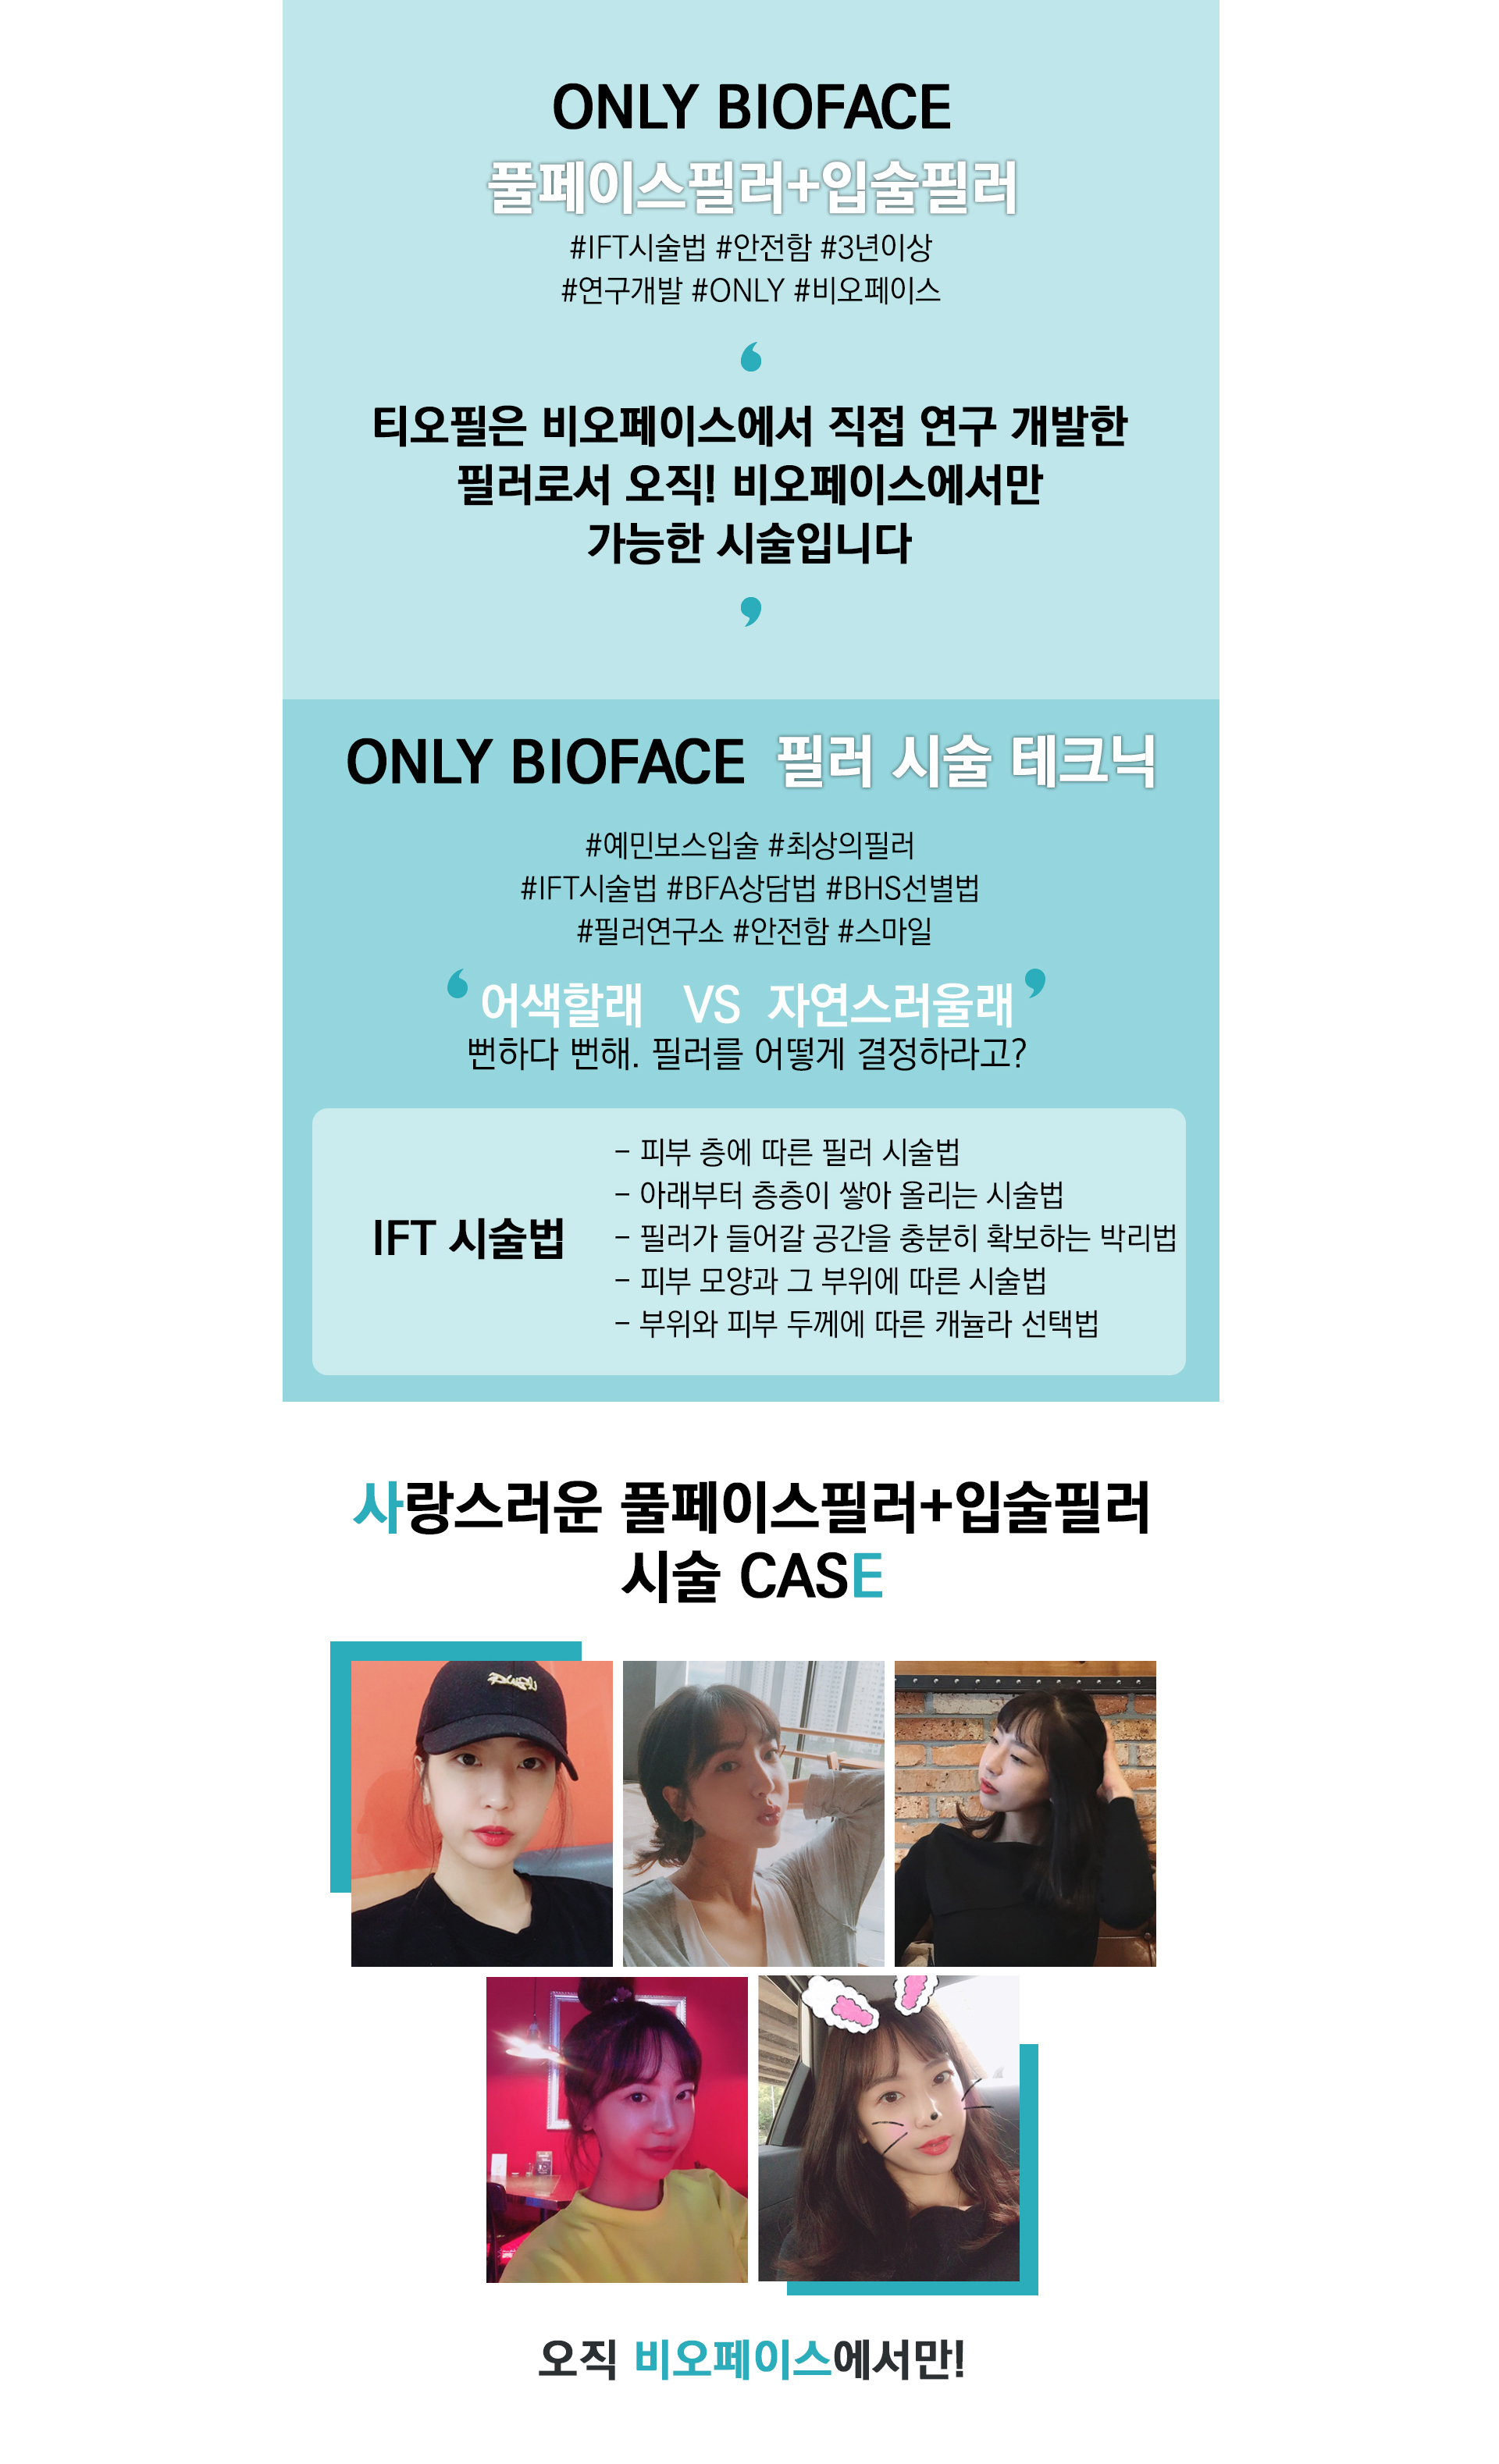 ONLY BIOFACE
풀페이스필러+입술필러
#IFT시술법 #안전함 #3년이상
#연구개발 #ONLY #비오페이스
티오필은 비오페이스에서 직접 연구 개발한
필러로서 오직! 비오페이스에서만
가능한 시술입니다
ONLY BIOFACE 필러 시술 테크닉
#예민보스입술 #최상의필러
#IFT시술법 #BFA상담법 #BHS선별법
#필러연구소 #안전함 #스마일
‘어색할래 VS 자연스러울래’
뻔하다 뻔해. 필러를 어떻게 결정하라고?
IFT 시술법
- 피부 층에 따른 필러 시술법
- 아래부터 층층이 쌓아 올리는 시술법
- 필러가 들어갈 공간을 충분히 확보하는 박리법
- 피부 모양과 그 부위에 따른 시술법
- 부위와 피부 두께에 따른 캐뉼라 선택법
사랑스러운 풀페이스필러+입술필러
시술 CASE
오직 비오페이스에서만!